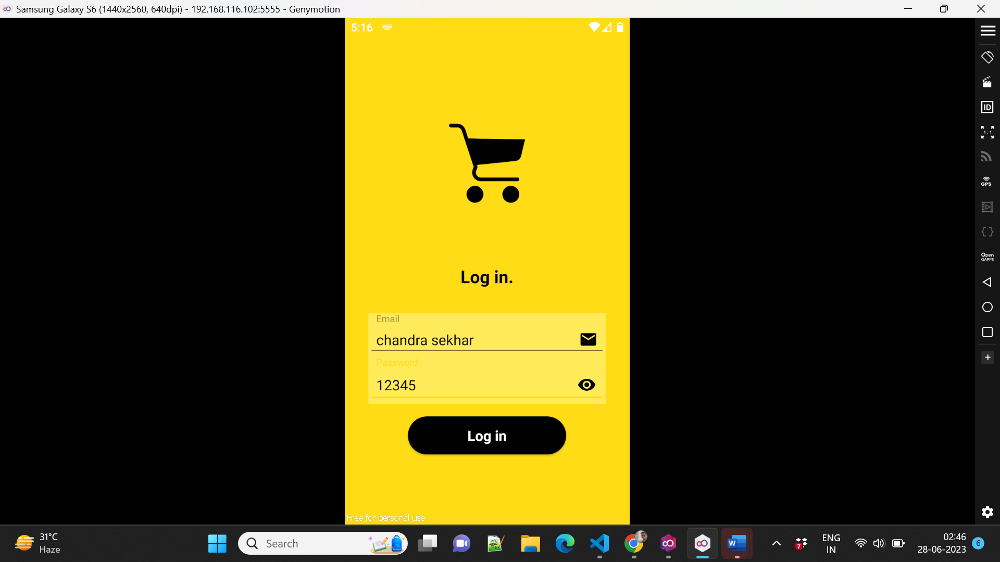 Samsung Galaxy S6 (1440x2560, 640dpi) - 192.168.116.102:5555 - Genymotion
5:16
ID
1:1
GPS
Open
GAPPS
Log in.
Email
chandra sekhar
Password
12345
Log in
Free for personal use
31°C
Haze
Search
W
7
ENG
IN
02:46
28-06-2023
6